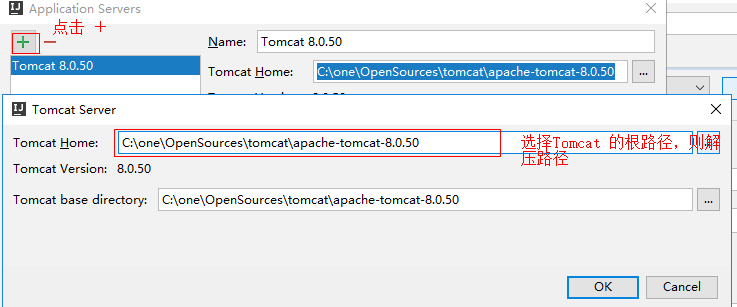 Application Servers
点击 +
Name: Tomcat 8.0.50
Tomcat 8.0.50
Tomcat Home: C:\one\OpenSources\tomcat\apache-tomcat-8.0.50 ...
Tomcat Server
Tomcat Home: C:\one\OpenSources\tomcat\apache-tomcat-8.0.50
选择Tomcat 的根路径，则解
压路径
Tomcat Version: 8.0.50
Tomcat base directory: C:\one\OpenSources\tomcat\apache-tomcat-8.0.50 ...
OK Cancel